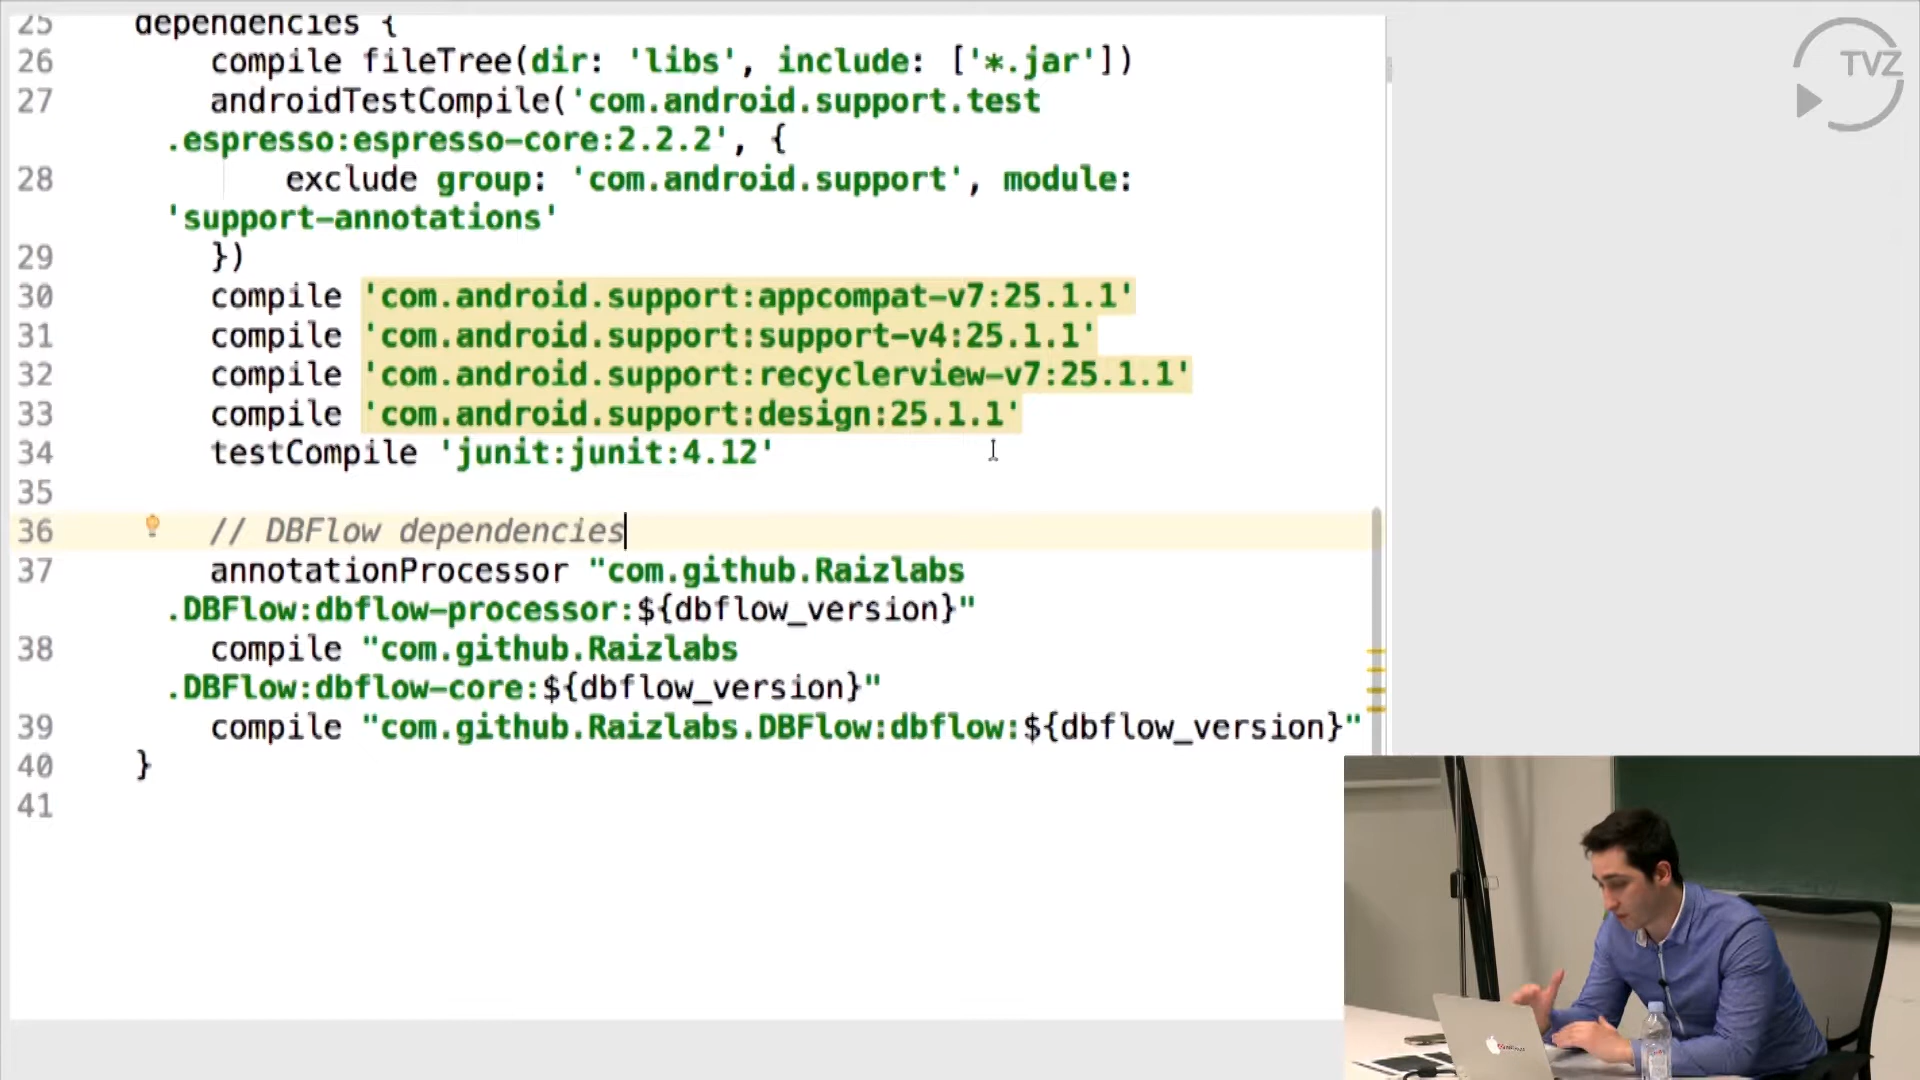 25 dependencies {
26 compile fileTree(dir: 'libs', include: ['*.jar'])
27 androidTestCompile('com.android.support.test
.espresso:espresso-core:2.2.2', {
28 exclude group: 'com.android.support', module:
'support-annotations'
29 })
30 compile 'com.android.support:appcompat-v7:25.1.1'
31 compile 'com.android.support:support-v4:25.1.1'
32 compile 'com.android.support:recyclerview-v7:25.1.1'
33 compile 'com.android.support:design:25.1.1'
34 testCompile 'junit:junit:4.12'
35
36 // DBFlow dependencies
37 annotationProcessor "com.github.Raizlabs
.DBFlow:dbflow-processor:${dbflow_version}"
38 compile "com.github.Raizlabs
.DBFlow:dbflow-core:${dbflow_version}"
39 compile "com.github.Raizlabs.DBFlow:dbflow:${dbflow_version}"
40 }
41
TVZ